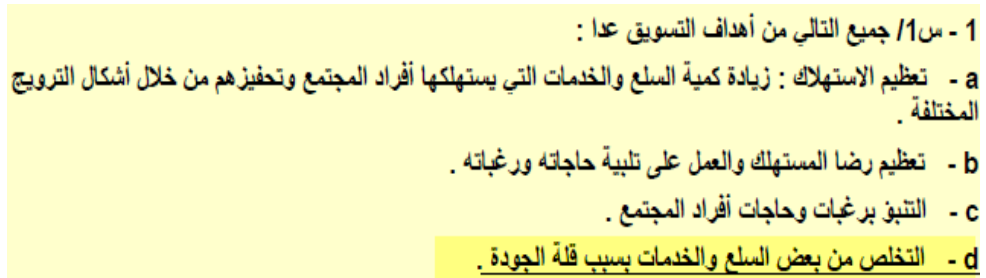 1 - س1/ جميع التالي من أهداف التسويق عدا :
a - تعظيم الاستهلاك : زيادة كمية السلع والخدمات التي يستهلكها أفراد المجتمع وتحفيزهم من خلال أشكال الترويج
المختلفة .
b - تعظيم رضا المستهلك والعمل على تلبية حاجاته ورغباته .
c - التنبؤ برغبات وحاجات أفراد المجتمع .
d - التخلص من بعض السلع والخدمات بسبب قلة الجودة .